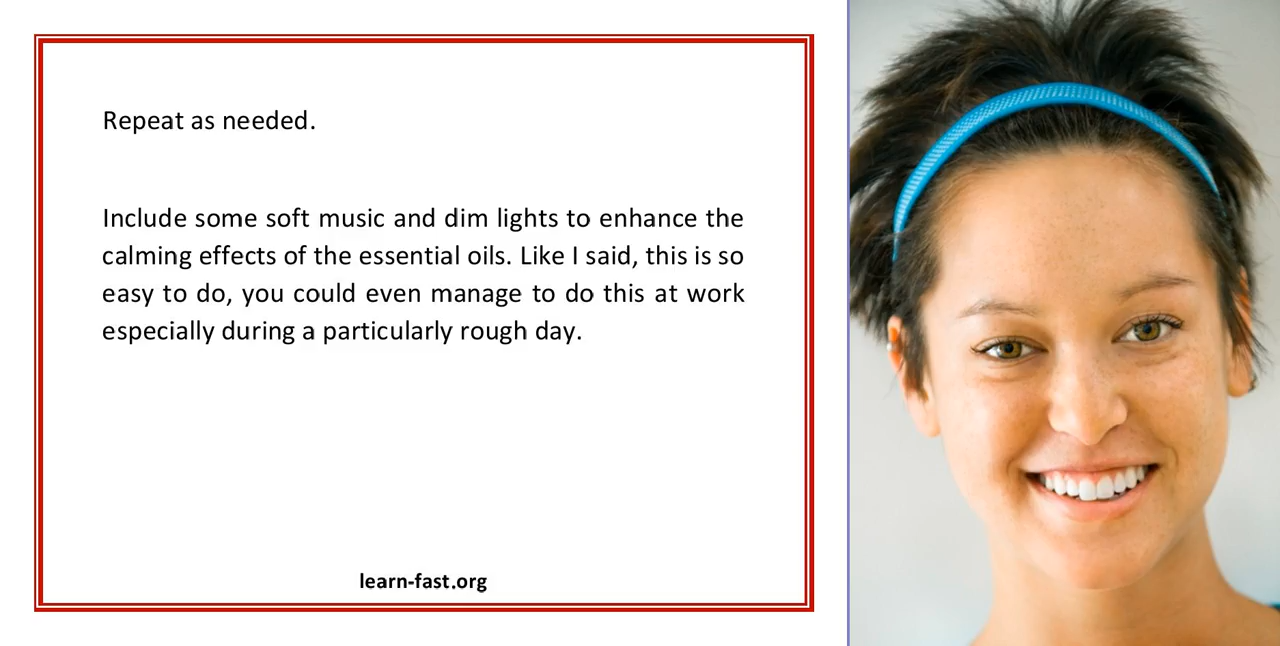 Repeat as needed.
Include some soft music and dim lights to enhance the
calming effects of the essential oils. Like I said, this is so
easy to do, you could even manage to do this at work
especially during a particularly rough day.
learn-fast.org